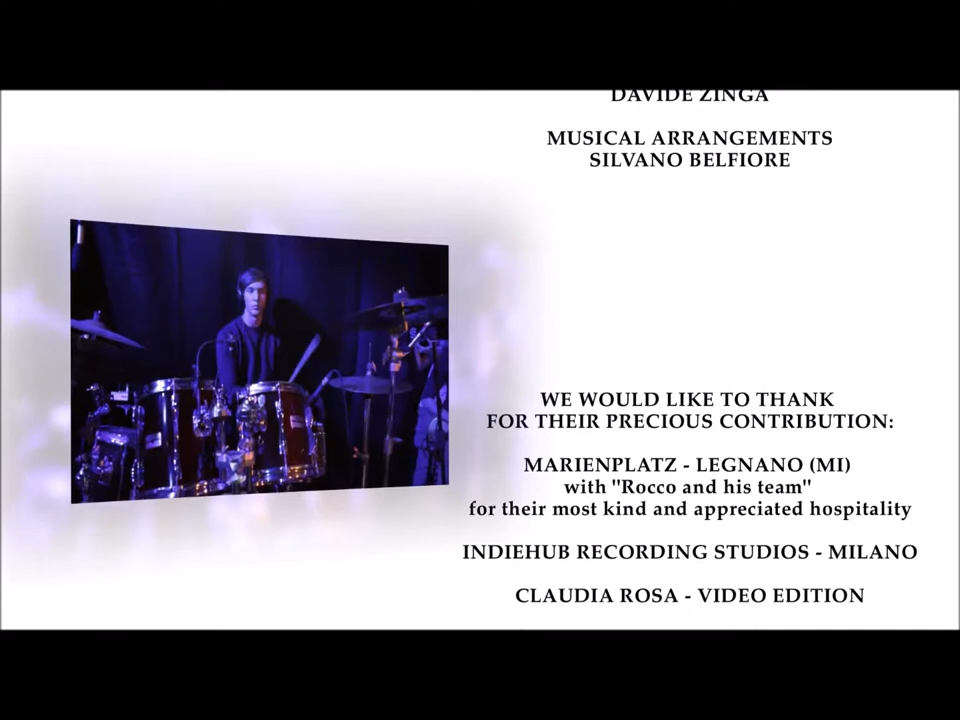 DAVIDE ZINGA
MUSICAL ARRANGEMENTS
SILVANO BELFIORE
WE WOULD LIKE TO THANK
FOR THEIR PRECIOUS CONTRIBUTION:
MARIENPLATZ - LEGNANO (MI)
with "Rocco and his team"
for their most kind and appreciated hospitality
INDIEHUB RECORDING STUDIOS - MILANO
CLAUDIA ROSA - VIDEO EDITION